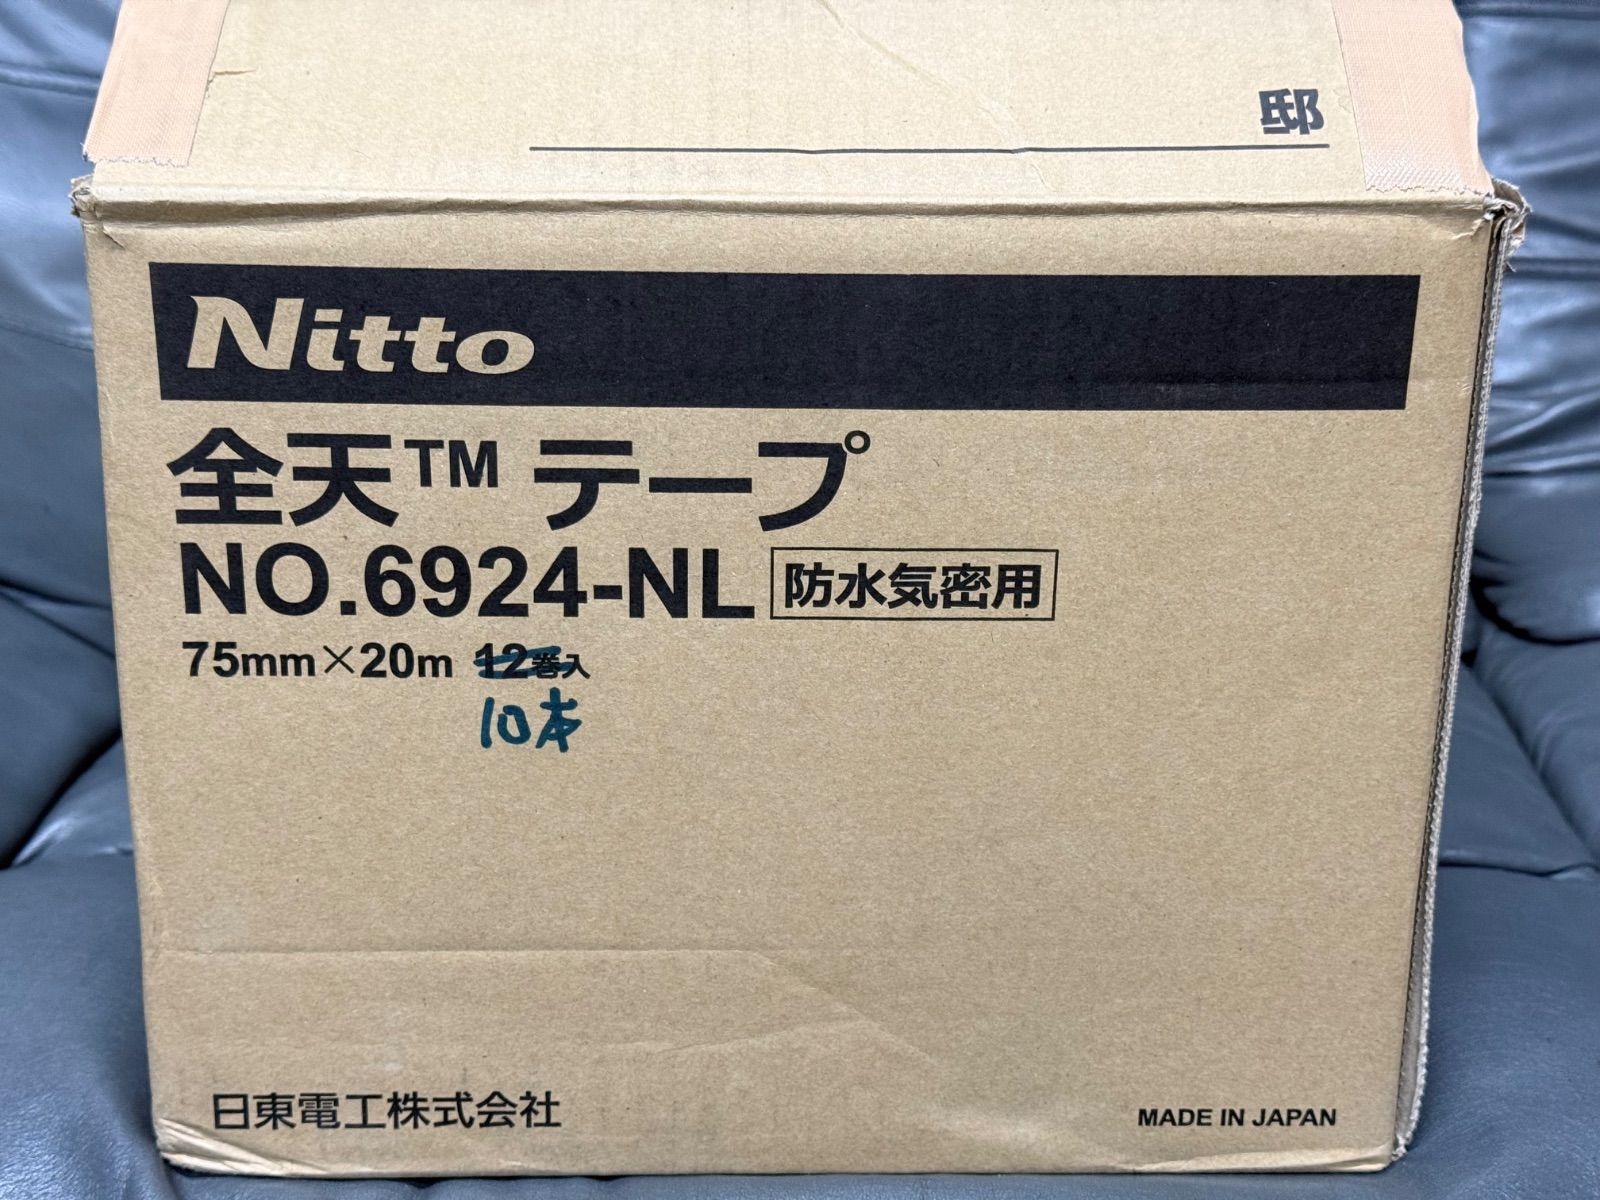 邸
Nitto
全天™ テープ
NO.6924-NL 防水気密用
75mm×20m 12巻入
10本
日東電工株式会社
MADE IN JAPAN